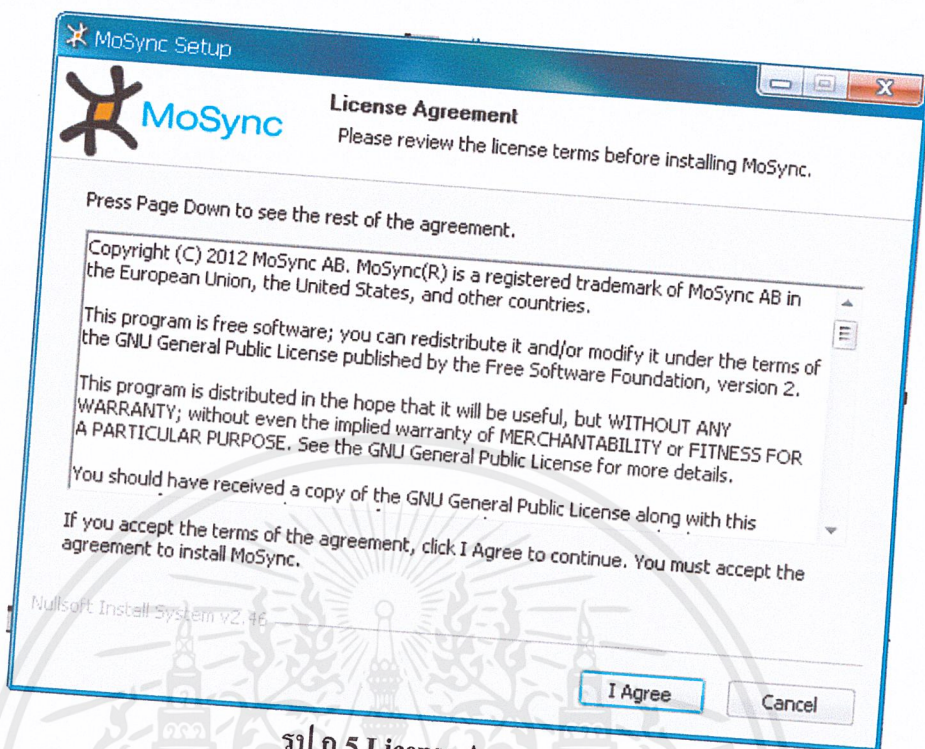 MoSync Setup
MoSync
License Agreement
Please review the license terms before installing MoSync.
Press Page Down to see the rest of the agreement.
Copyright (C) 2012 MoSync AB. MoSync(R) is a registered trademark of MoSync AB in
the European Union, the United States, and other countries.
This program is free software; you can redistribute it and/or modify it under the terms of
the GNU General Public License published by the Free Software Foundation, version 2.
This program is distributed in the hope that it will be useful, but WITHOUT ANY
WARRANTY; without even the implied warranty of MERCHANTABILITY or FITNESS FOR
A PARTICULAR PURPOSE. See the GNU General Public License for more details.
You should have received a copy of the GNU General Public License along with this
If you accept the terms of the agreement, click I Agree to continue. You must accept the
agreement to install MoSync.
Nullsoft Install System v2.46
I Agree
Cancel
5 License